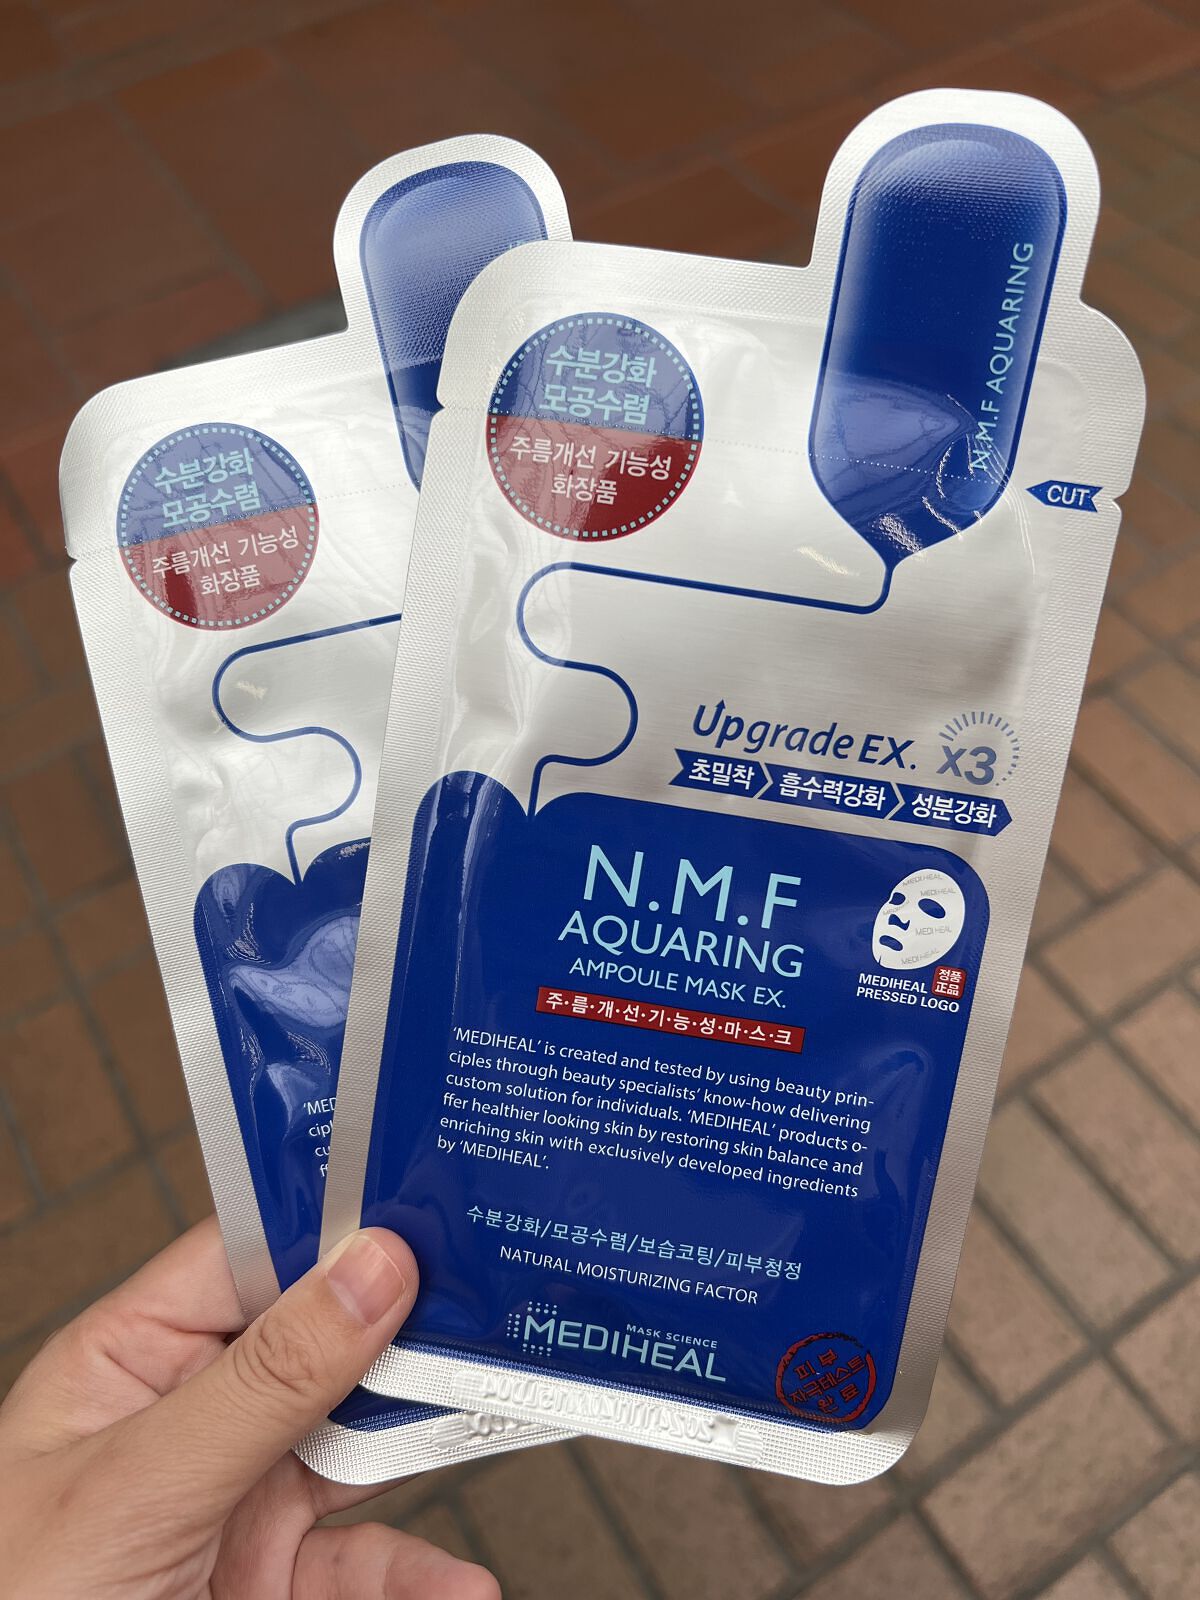 수분강화
모공수렴
주름개선 기능성
화장품
수분강화
모공수렴
주름개선 기능성
화장품
N.M.F AQUARING
CUT
Upgrade EX. x3
초밀착 흡수력강화 성분강화
N.M.F
AQUARING
AMPOULE MASK EX.
주·름·개·선·기·능·성·마·스·크
MEDIHEAL
MEDIHEAL
MEDIHEAL
MEDIHEAL
MEDIHEAL 정품
PRESSED LOGO 正品
'MEDIHEAL' is created and tested by using beauty prin-
ciples through beauty specialists' know-how delivering
custom solution for individuals. 'MEDIHEAL' products o-
ffer healthier looking skin by restoring skin balance and
enriching skin with exclusively developed ingredients
by 'MEDIHEAL'.
수분강화/모공수렴/보습코팅/피부청정
NATURAL MOISTURIZING FACTOR
MASK SCIENCE
MEDIHEAL
피부
자극테스트
완료
'MED
cipl
cu
ff